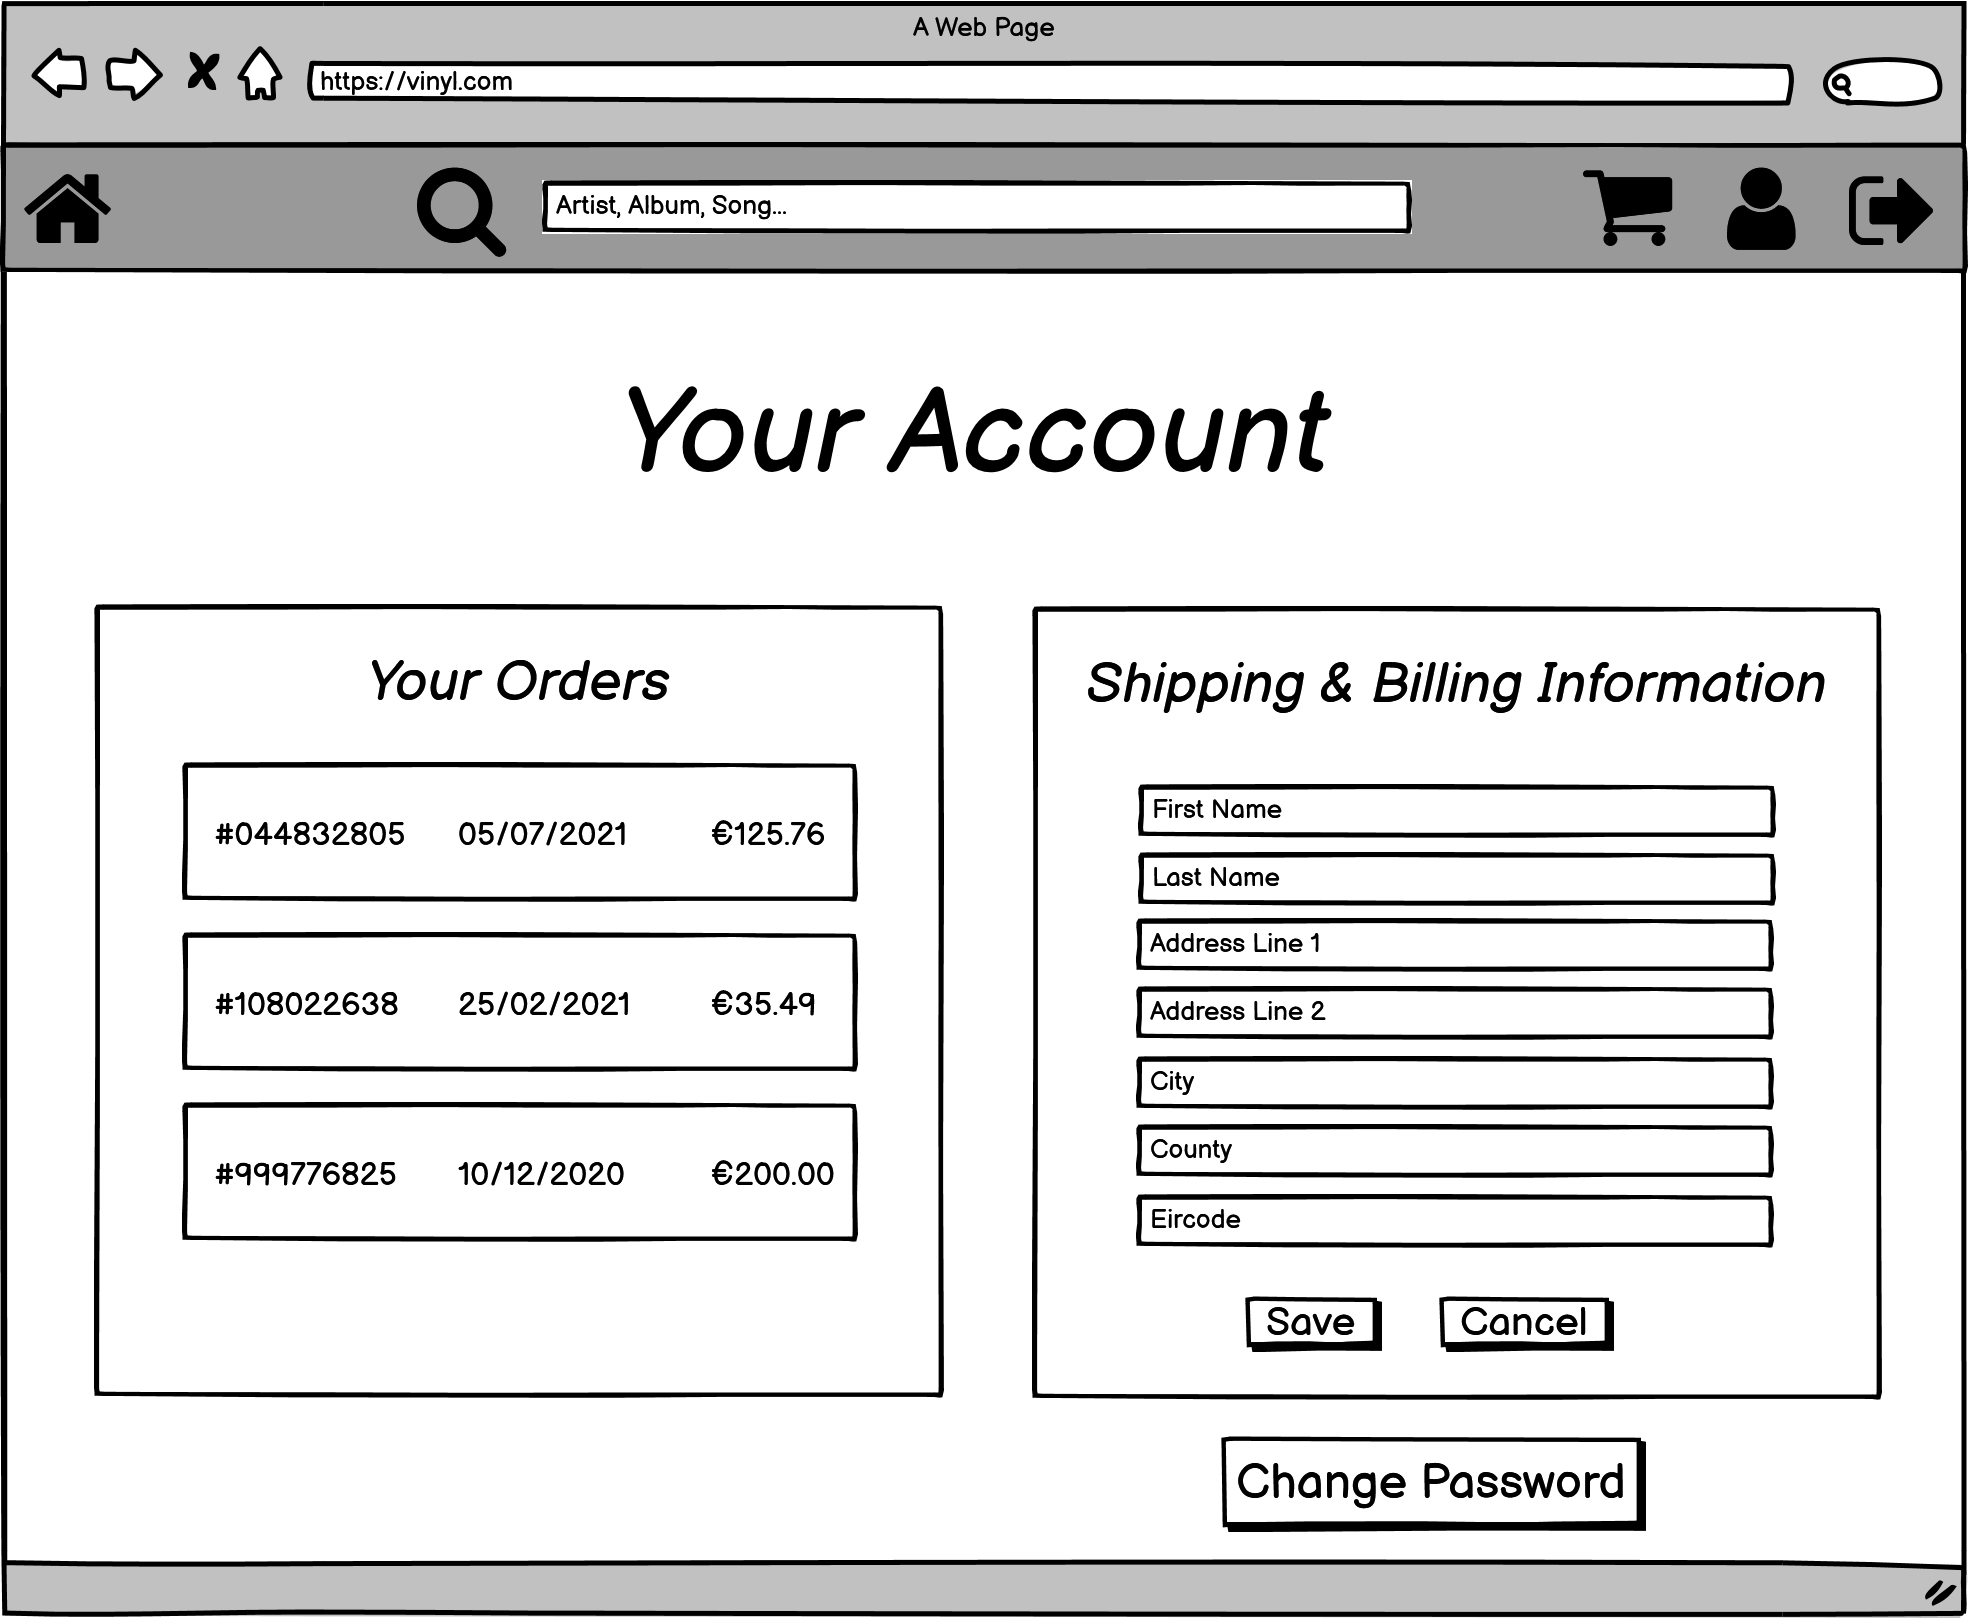 A Web Page
https://vinyl.com
Artist, Album, Song...
Your Account
Your Orders
#044832805 05/07/2021 €125.76
#108022638 25/02/2021 €35.49
#999776825 10/12/2020 €200.00
Shipping & Billing Information
First Name
Last Name
Address Line 1
Address Line 2
City
County
Eircode
Save Cancel
Change Password